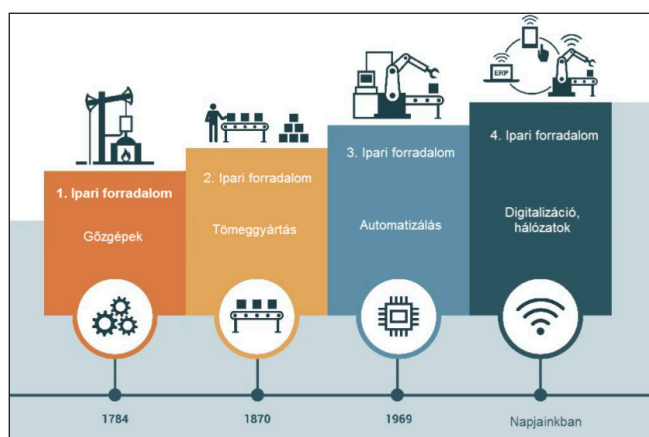 ERP
1. Ipari forradalom
Gőzgépek
2. Ipari forradalom
Tömeggyártás
3. Ipari forradalom
Automatizálás
4. Ipari forradalom
Digitalizáció,
hálózatok
1784
1870
1969
Napjainkban